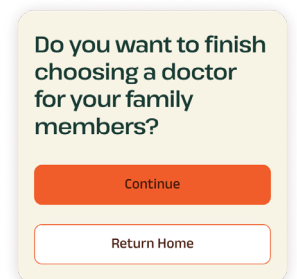 Do you want to finish
choosing a doctor
for your family
members?
Continue
Return Home